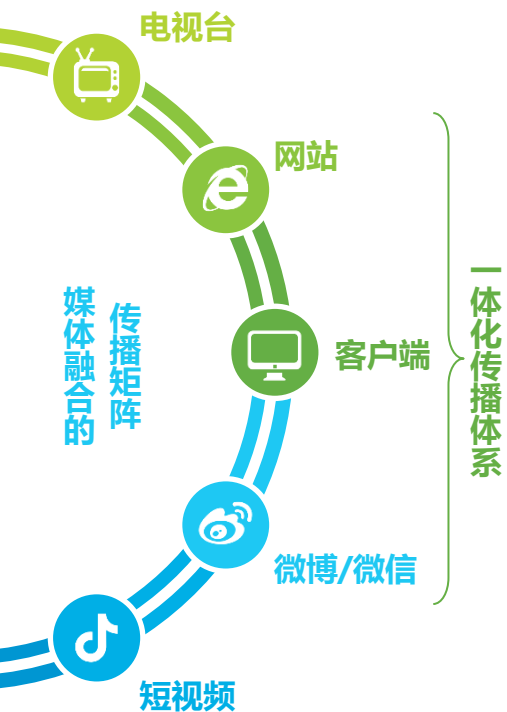 电视台
网站
客户端
微博/微信
短视频
媒体融合的
传播矩阵
一体化传播体系